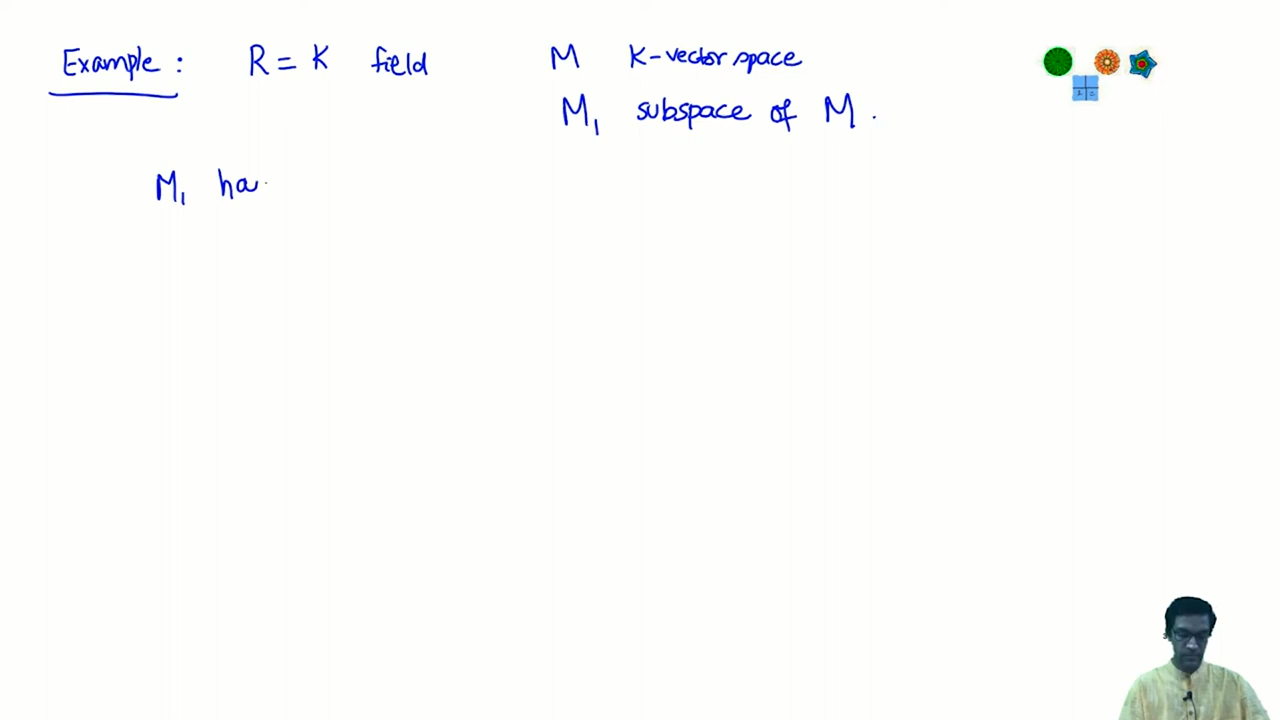 Example : R = K field M K-vector space
M₁ subspace of M .
M₁ ha